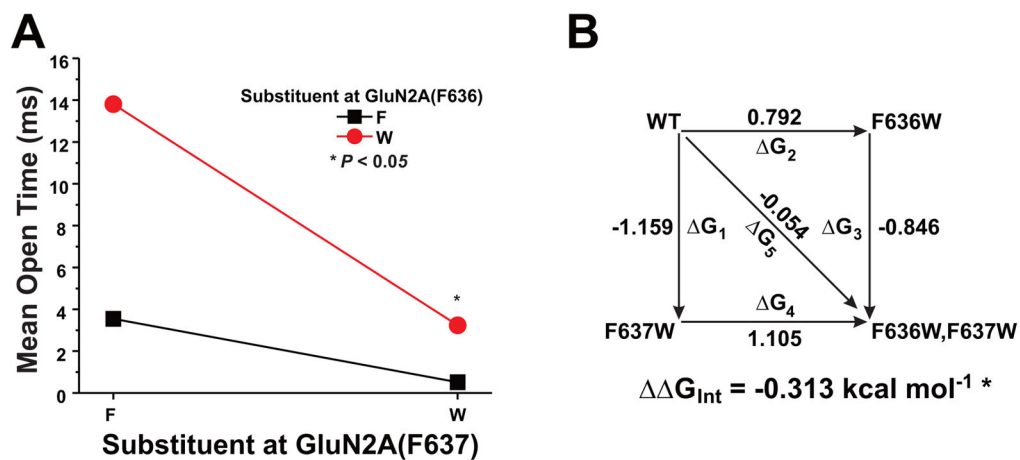 A
Mean Open Time (ms)
16
14
12
10
8
6
4
2
0
Substituent at GluN2A(F636)
F
W
* P < 0.05
*
F
W
Substituent at GluN2A(F637)
B
WT
0.792
F636W
ΔG₂
-1.159
ΔG₁
-0.054
ΔG₅
ΔG₃
-0.846
ΔG₄
F637W
1.105
F636W,F637W
ΔΔG_Int = -0.313 kcal mol⁻¹ *